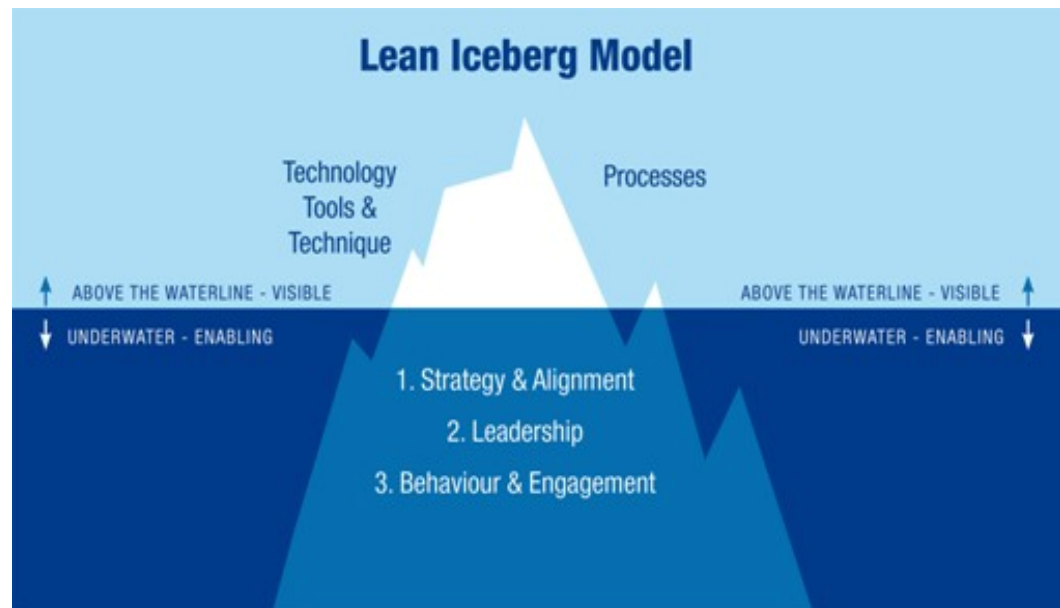 Lean Iceberg Model
Technology
Tools &
Technique
Processes
ABOVE THE WATERLINE - VISIBLE
ABOVE THE WATERLINE - VISIBLE
UNDERWATER - ENABLING
UNDERWATER - ENABLING
1. Strategy & Alignment
2. Leadership
3. Behaviour & Engagement